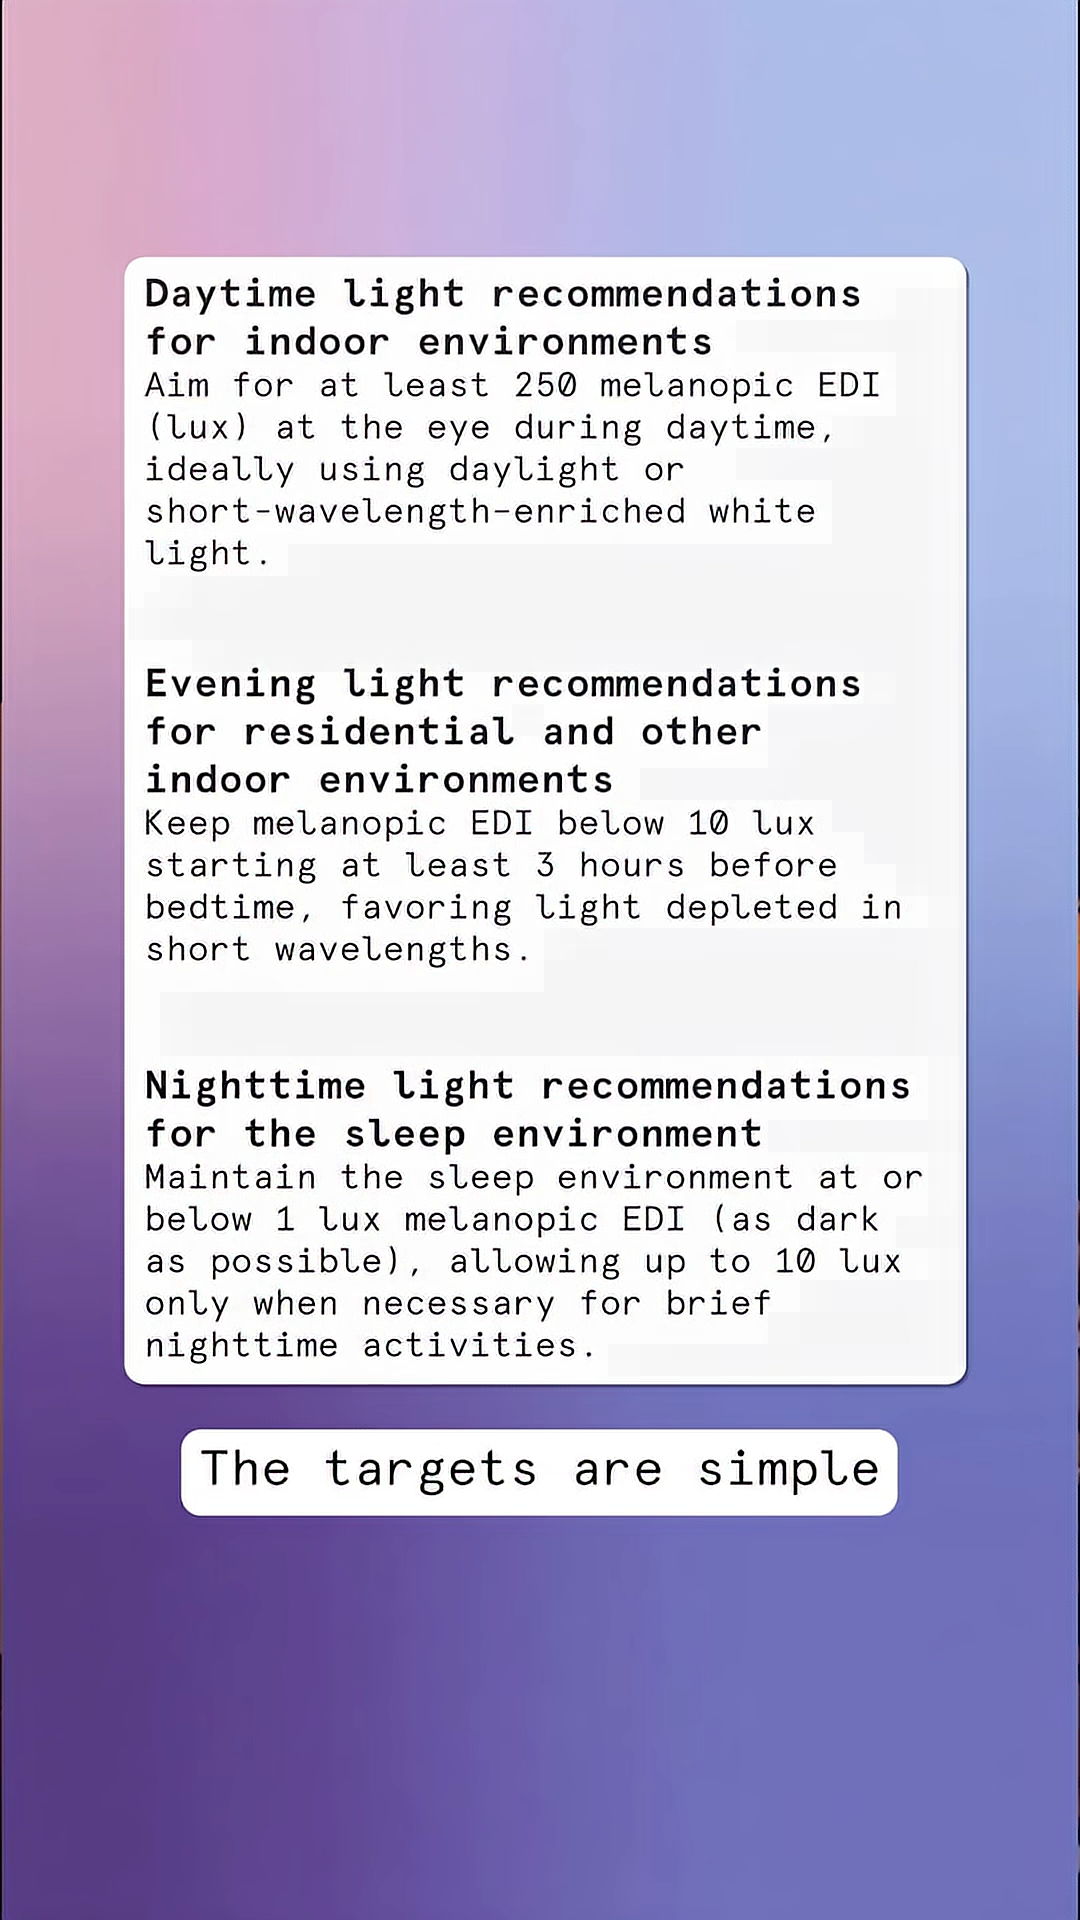 Daytime light recommendations
for indoor environments
Aim for at least 250 melanopic EDI
(lux) at the eye during daytime,
ideally using daylight or
short-wavelength-enriched white
light.
Evening light recommendations
for residential and other
indoor environments
Keep melanopic EDI below 10 lux
starting at least 3 hours before
bedtime, favoring light depleted in
short wavelengths.
Nighttime light recommendations
for the sleep environment
Maintain the sleep environment at or
below 1 lux melanopic EDI (as dark
as possible), allowing up to 10 lux
only when necessary for brief
nighttime activities.
The targets are simple